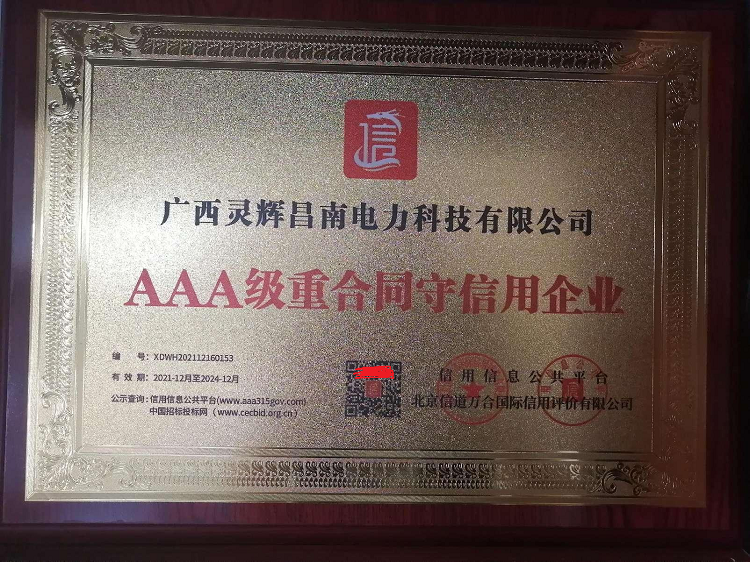 信
广西灵辉昌南电力科技有限公司
AAA级重合同守信用企业
编 号：XDWH202112160153
有 效 期：2021-12月至2024-12月
公示查询：信用信息公共平台(www.aaa315gov.com)
中国招标投标网（www.cecbid.org.cn）
信用信息公共平台
北京信道万合国际信用评价有限公司